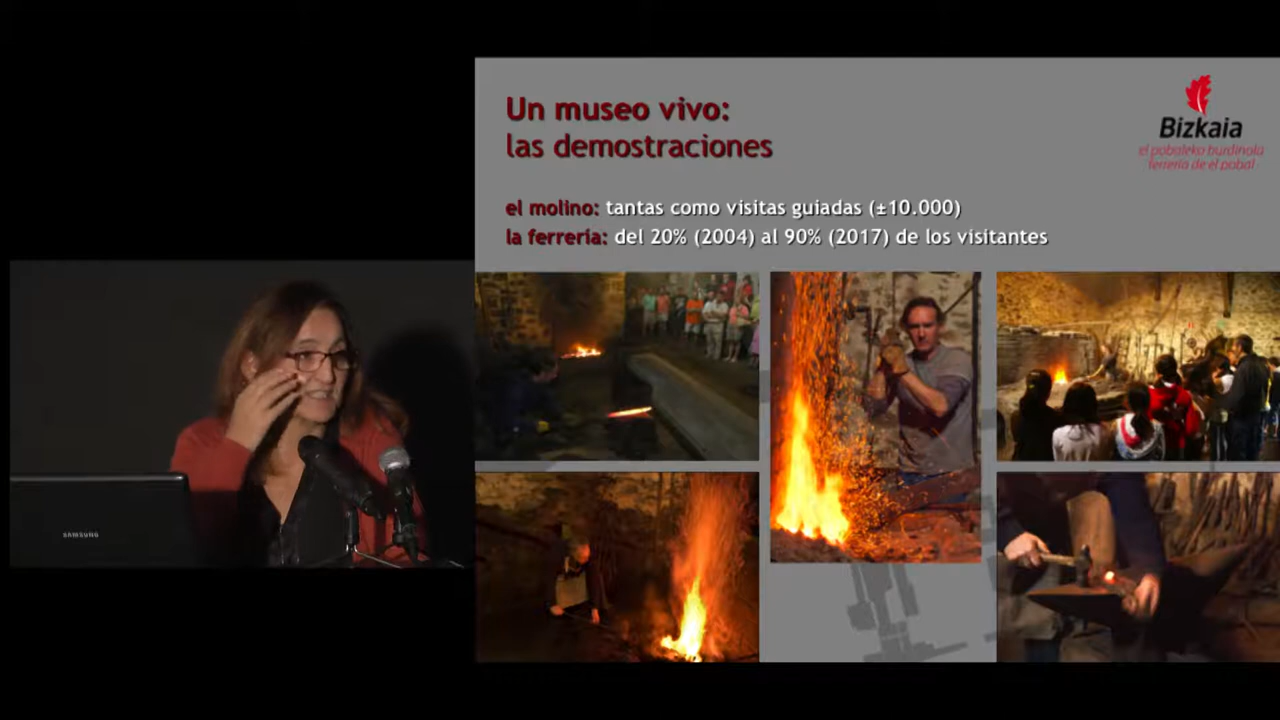 Un museo vivo:
las demostraciones
Bizkaia
el pobaleko burdinola
ferrería de el pobal
el molino: tantas como visitas guiadas (±10.000)
la ferrería: del 20% (2004) al 90% (2017) de los visitantes
SAMSUNG